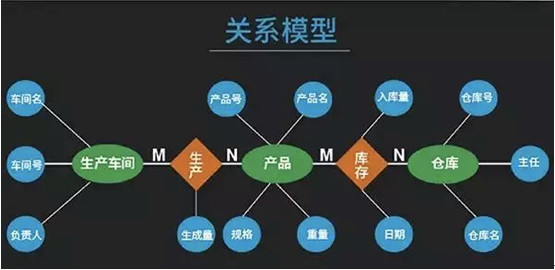 关系模型
车间名
产品号
产品名
入库量
仓库号
车间号
生产车间
M
生产
N
产品
M
库存
N
仓库
主任
负责人
生成量
规格
重量
日期
仓库名